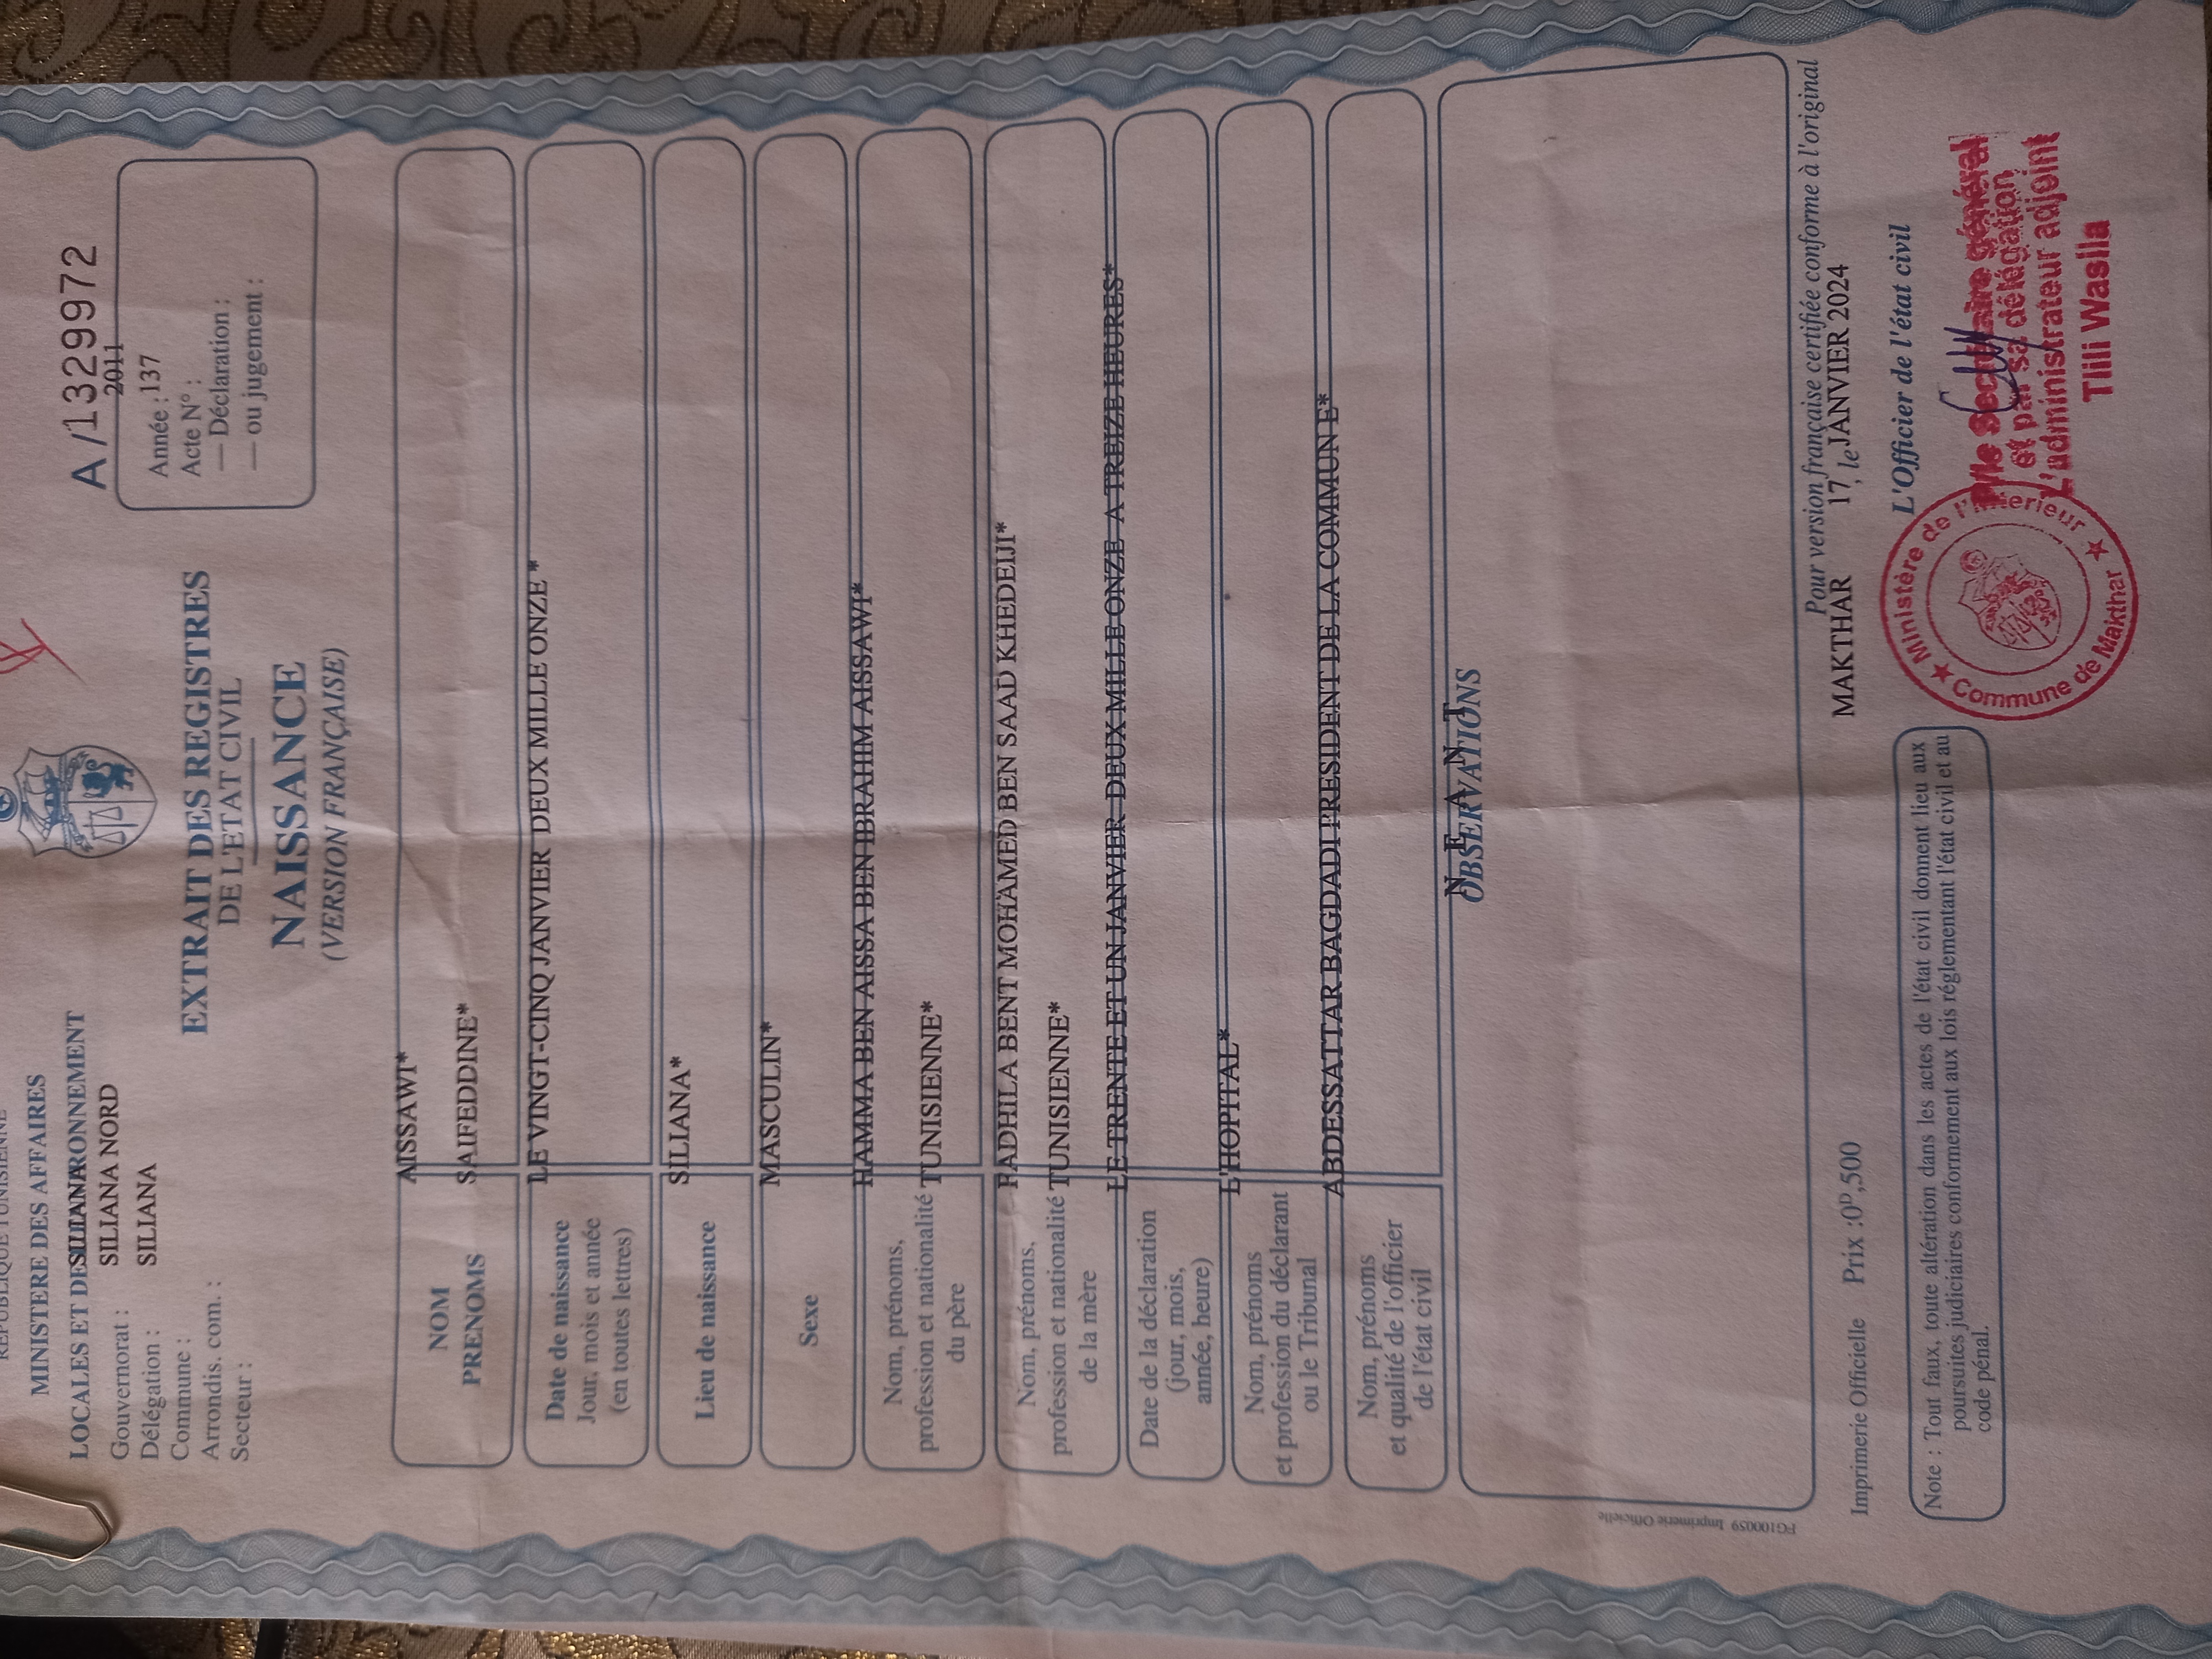 REPUBLIQUE TUNISIENNE
MINISTERE DES AFFAIRES
LOCALES ET DE L'ENVIRONNEMENT
SILIANA
Gouvernorat : SILIANA NORD
Délégation : SILIANA
Commune :
Arrondis. com. :
Secteur :
A/1329972
2011
Année : 137
Acte N° :
— Déclaration :
— ou jugement :
EXTRAIT DES REGISTRES
DE L'ETAT CIVIL
NAISSANCE
(VERSION FRANÇAISE)
NOM AISSAWI*
PRENOMS SAIFEDDINE*
Date de naissance LE VINGT-CINQ JANVIER DEUX MILLE ONZE *
Jour, mois et année
(en toutes lettres)
Lieu de naissance SILIANA*
Sexe MASCULIN*
HAMMA BEN AISSA BEN IBRAHIM AISSAWI*
Nom, prénoms,
profession et nationalité TUNISIENNE*
du père
FADHILA BENT MOHAMED BEN SAAD KHEDEIJI*
Nom, prénoms,
profession et nationalité TUNISIENNE*
de la mère
LE TRENTE ET UN JANVIER DEUX MILLE ONZE A TREIZE HEURES*
Date de la déclaration
(jour, mois,
année, heure)
L'HOPITAL*
Nom, prénoms
et profession du déclarant
ou le Tribunal
ABDESSATTAR BAGDADI PRESIDENT DE LA COMMUNE*
Nom, prénoms
et qualité de l'officier
de l'état civil
N E A N T
OBSERVATIONS
FG100059 Imprimerie Officielle
Pour version française certifiée conforme à l'original
MAKTHAR 17, le JANVIER 2024
Imprimerie Officielle Prix :0D,500
L'Officier de l'état civil
P/le Secrétaire général
et par sa délégation
L'administrateur adjoint
Tlili Wasila
Ministère de l'Intérieur
Commune de Makthar
Note : Tout faux, toute altération dans les actes de l'état civil donnent lieu aux
poursuites judiciaires conformement aux lois réglementant l'état civil et au
code pénal.